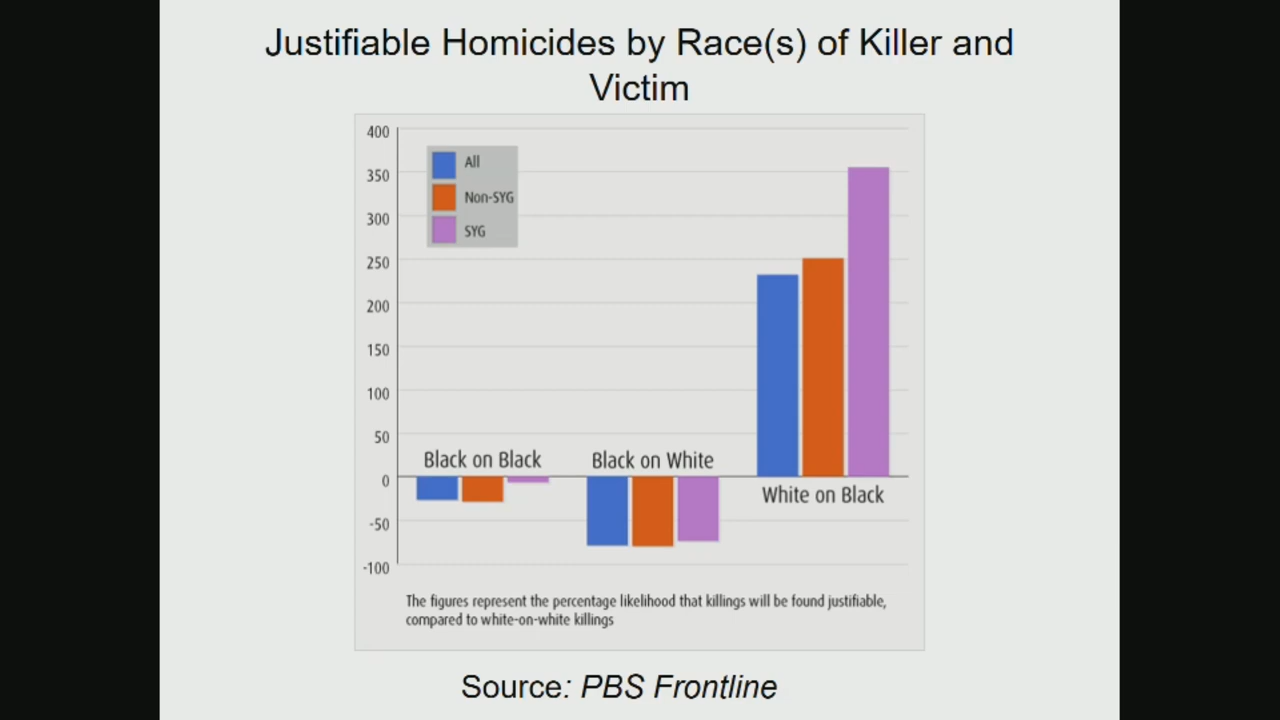 Justifiable Homicides by Race(s) of Killer and
Victim
400
350
300
250
200
150
100
50
0
-50
-100
All
Non-SYG
SYG
Black on Black
Black on White
White on Black
The figures represent the percentage likelihood that killings will be found justifiable,
compared to white-on-white killings
Source: PBS Frontline